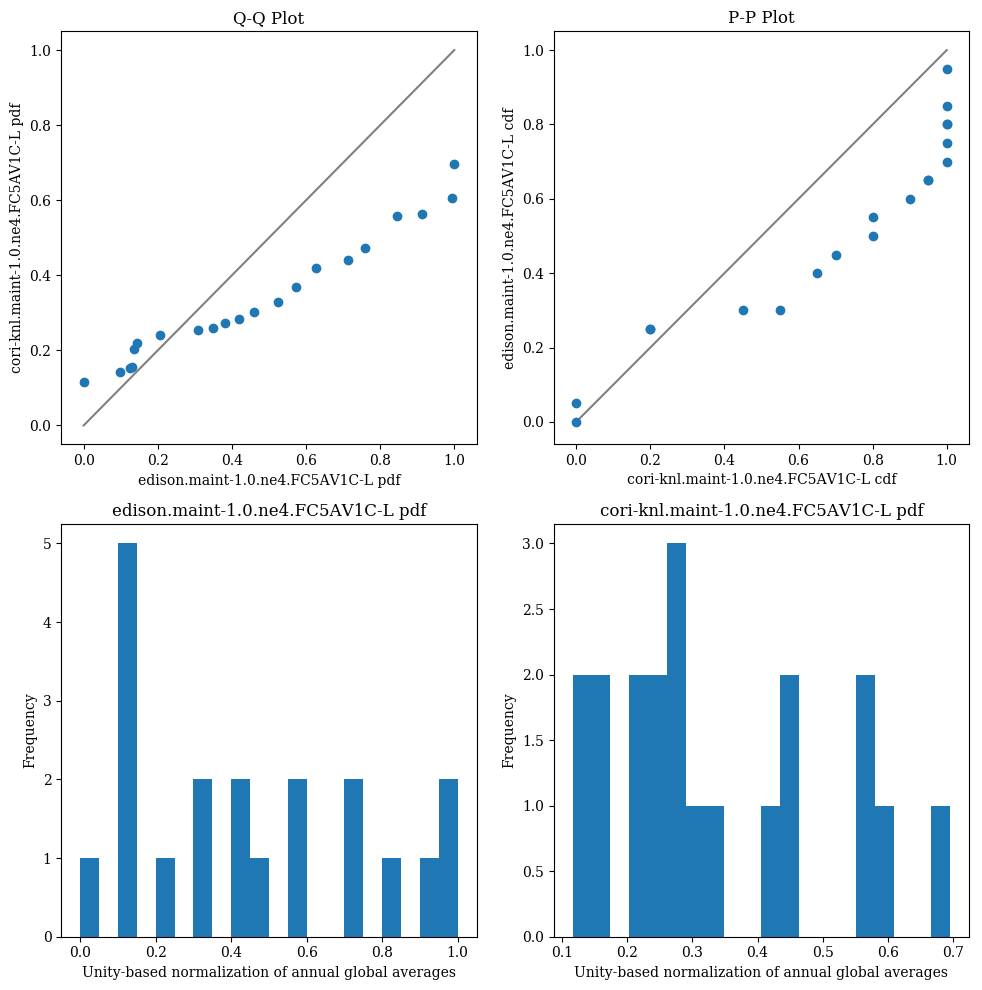 Q-Q Plot
1.0
0.8
0.6
0.4
0.2
0.0
cori-knl.maint-1.0.ne4.FC5AV1C-L pdf
0.0 0.2 0.4 0.6 0.8 1.0
edison.maint-1.0.ne4.FC5AV1C-L pdf
P-P Plot
1.0
0.8
0.6
0.4
0.2
0.0
edison.maint-1.0.ne4.FC5AV1C-L cdf
0.0 0.2 0.4 0.6 0.8 1.0
cori-knl.maint-1.0.ne4.FC5AV1C-L cdf
edison.maint-1.0.ne4.FC5AV1C-L pdf
5
4
3
2
1
0
Frequency
0.0 0.2 0.4 0.6 0.8 1.0
Unity-based normalization of annual global averages
cori-knl.maint-1.0.ne4.FC5AV1C-L pdf
3.0
2.5
2.0
1.5
1.0
0.5
0.0
Frequency
0.1 0.2 0.3 0.4 0.5 0.6 0.7
Unity-based normalization of annual global averages